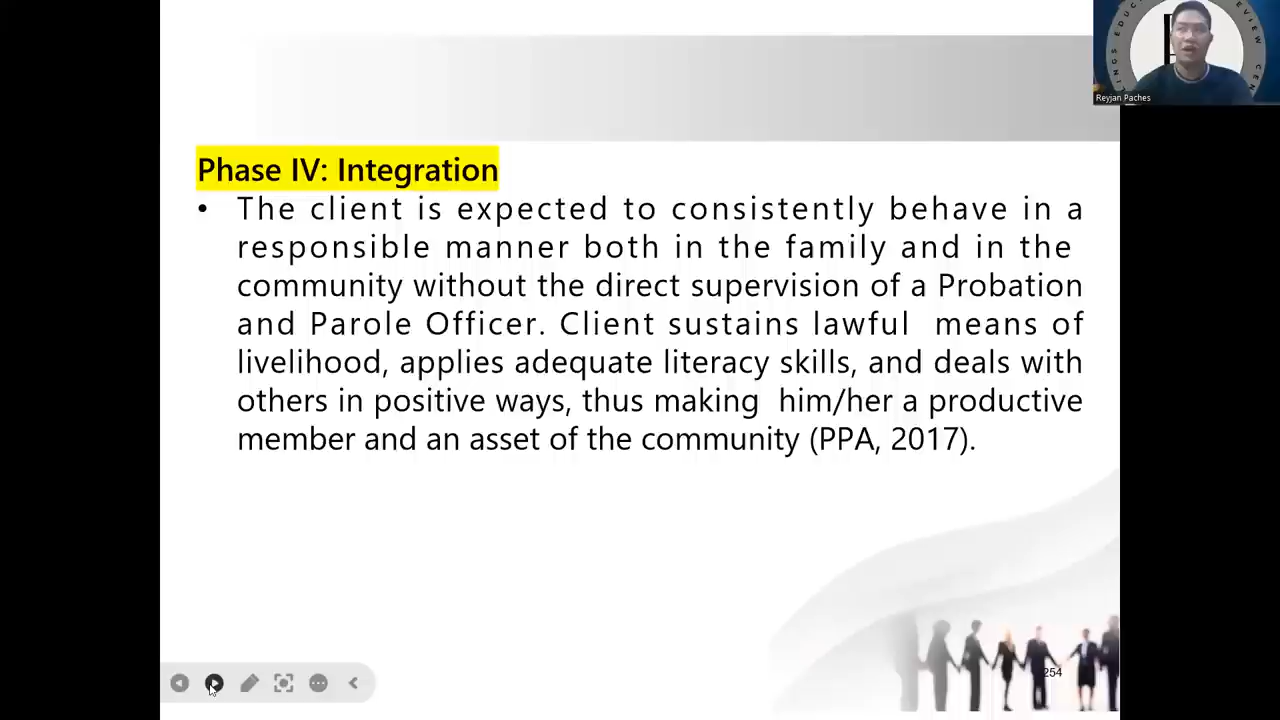 Reyjan Paches
Phase IV: Integration
• The client is expected to consistently behave in a
responsible manner both in the family and in the
community without the direct supervision of a Probation
and Parole Officer. Client sustains lawful means of
livelihood, applies adequate literacy skills, and deals with
others in positive ways, thus making him/her a productive
member and an asset of the community (PPA, 2017).
254